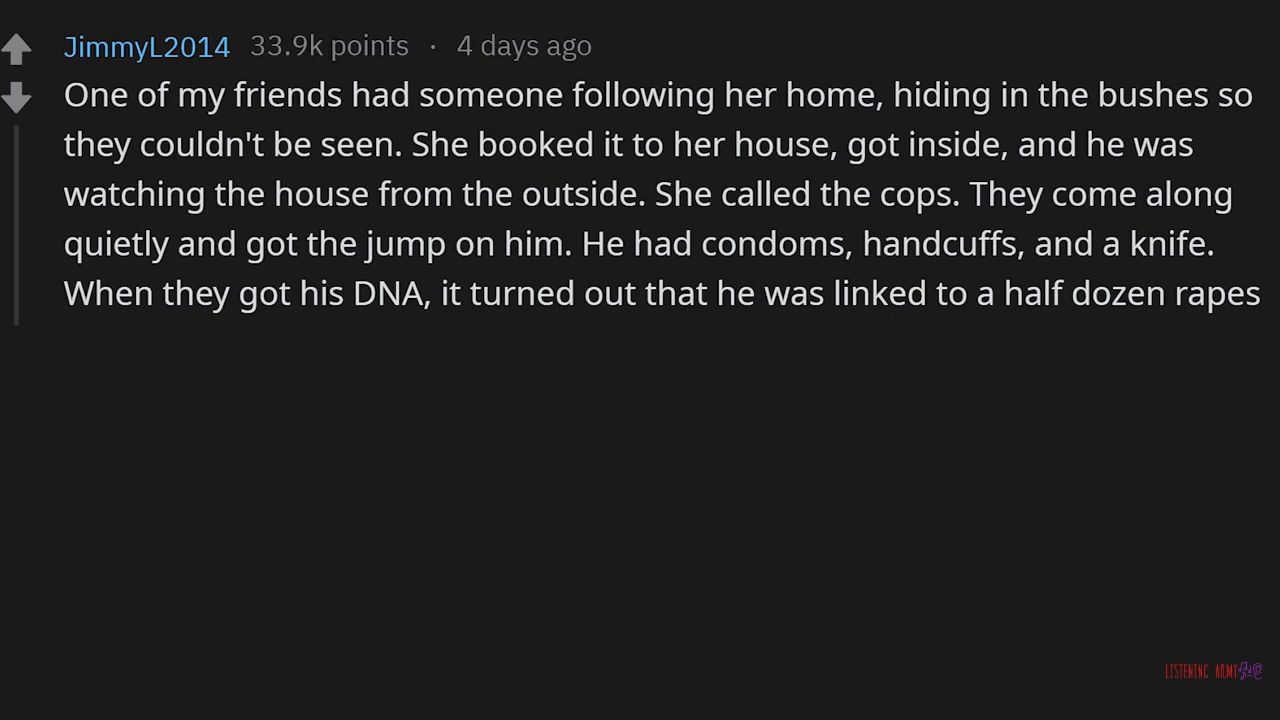 JimmyL2014 33.9k points · 4 days ago
One of my friends had someone following her home, hiding in the bushes so
they couldn't be seen. She booked it to her house, got inside, and he was
watching the house from the outside. She called the cops. They come along
quietly and got the jump on him. He had condoms, handcuffs, and a knife.
When they got his DNA, it turned out that he was linked to a half dozen rapes
LISTENING ARMY